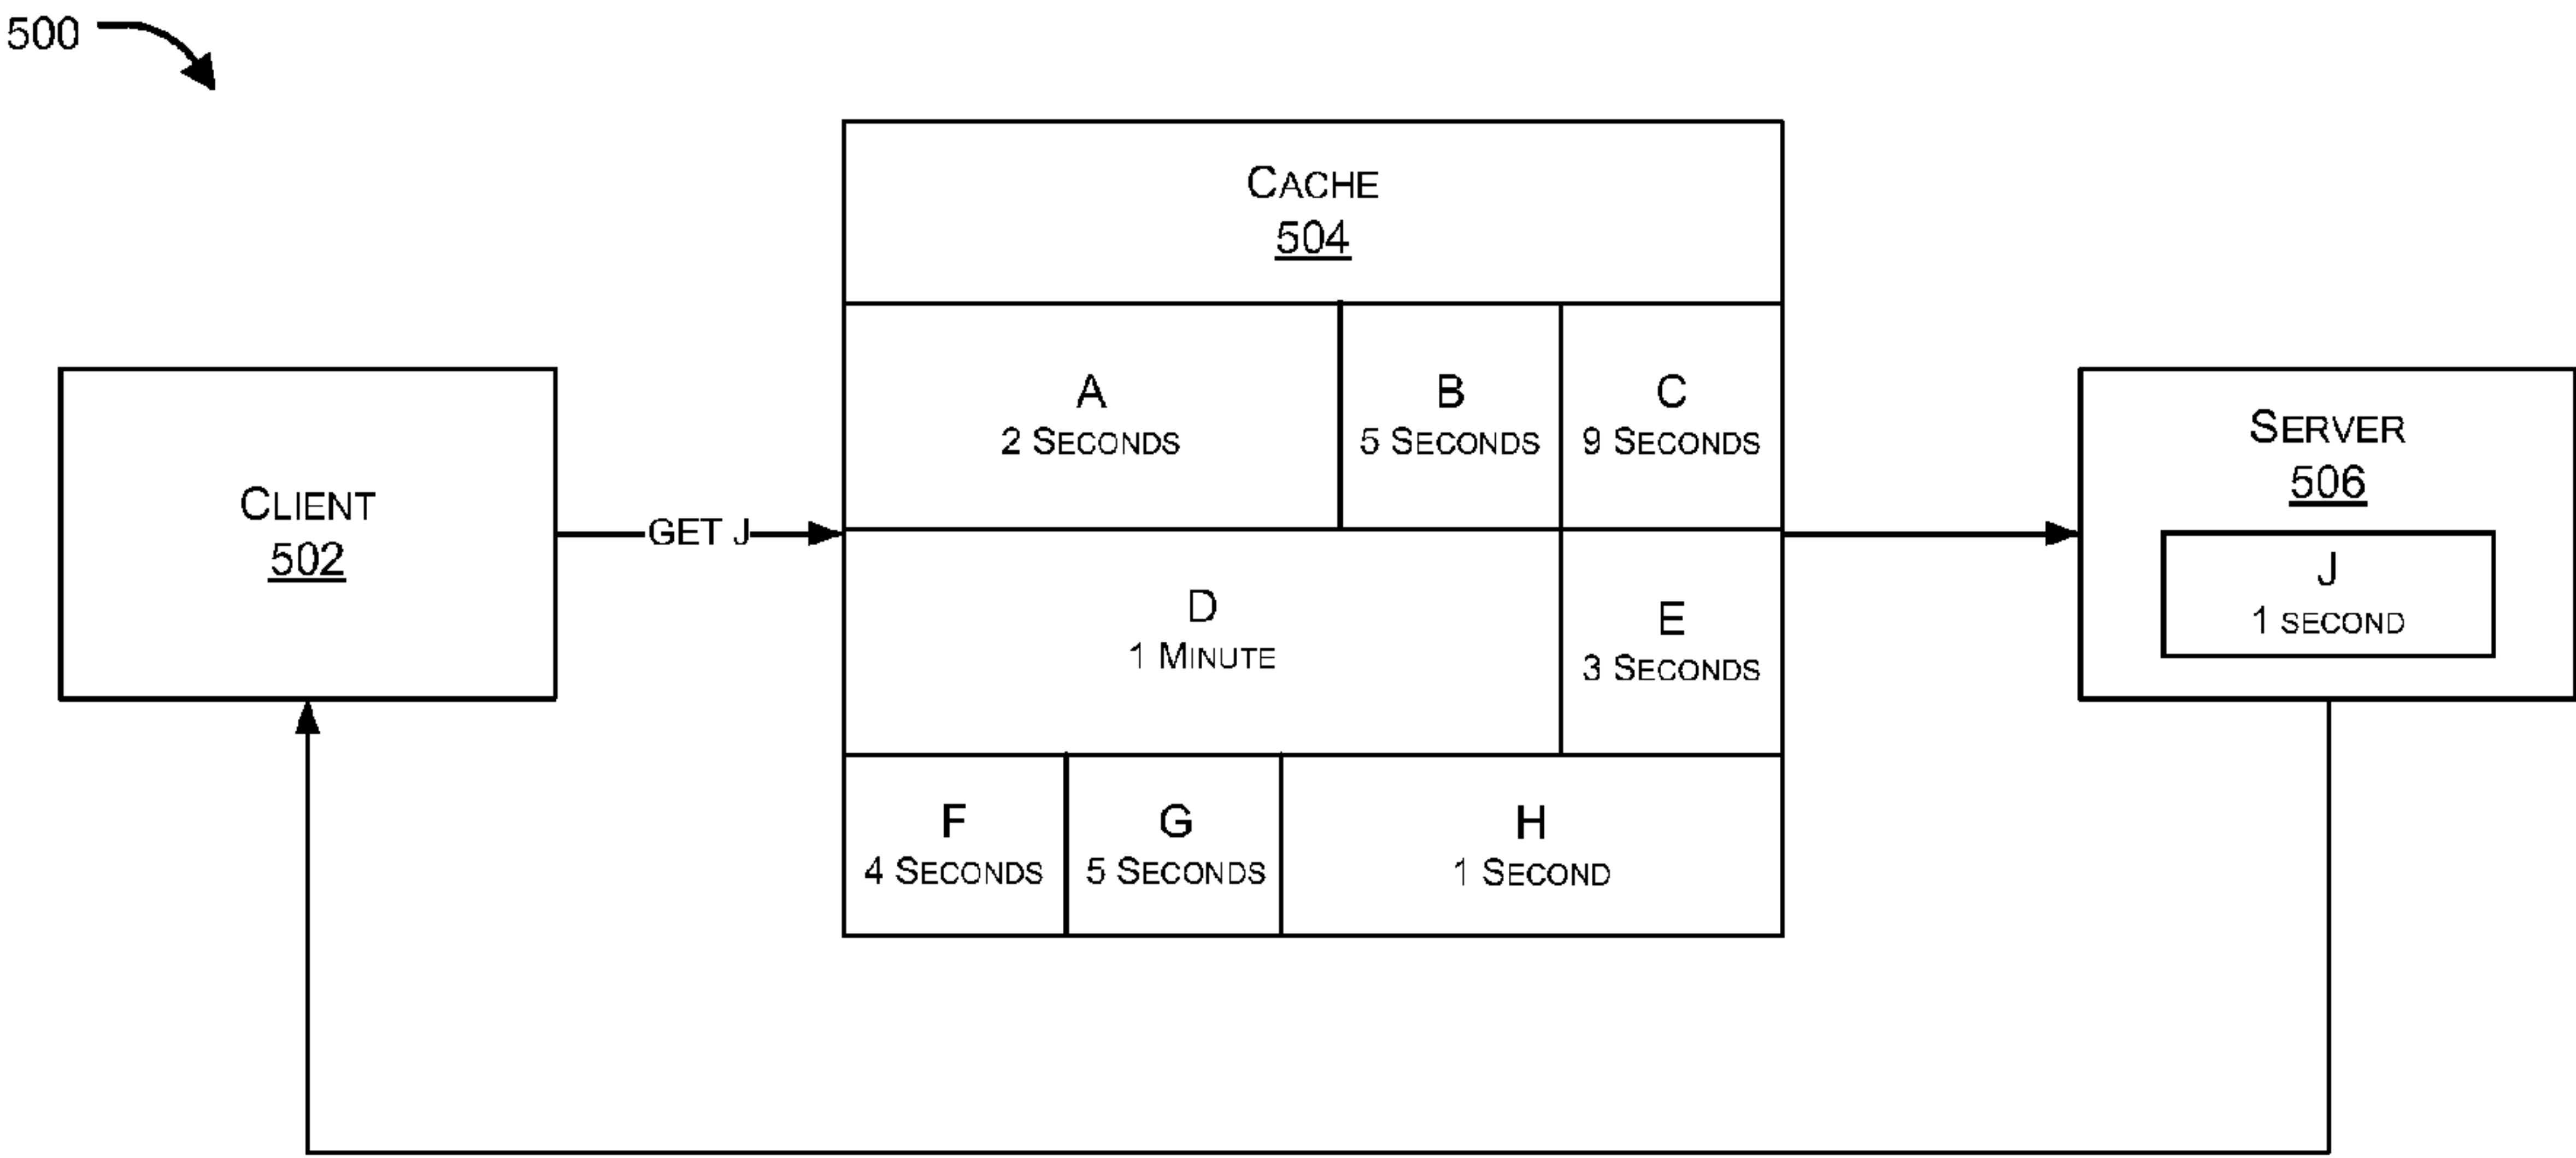 500
CACHE
504
A
2 SECONDS
B
5 SECONDS
C
9 SECONDS
CLIENT
502
GET J
D
1 MINUTE
E
3 SECONDS
SERVER
506
J
1 SECOND
F
4 SECONDS
G
5 SECONDS
H
1 SECOND